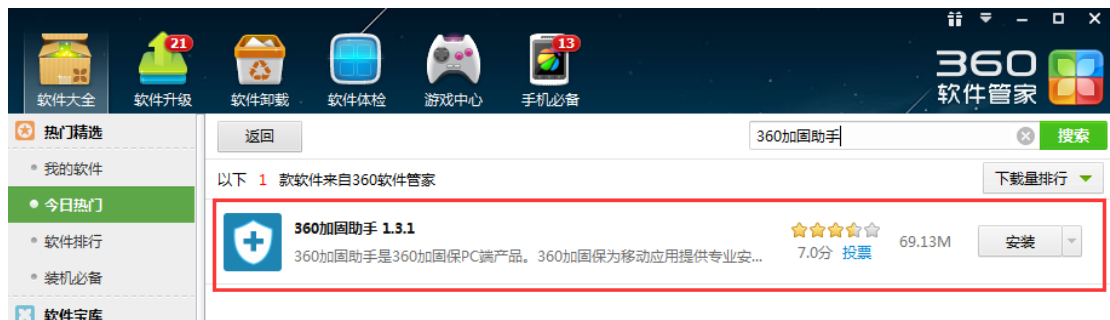 21
13
软件大全 软件升级 软件卸载 软件体检 游戏中心 手机必备
360
软件管家
热门精选
返回
360加固助手
搜索
我的软件
以下 1 款软件来自360软件管家
下载量排行
今日热门
360加固助手 1.3.1
360加固助手是360加固保PC端产品。360加固保为移动应用提供专业安...
7.0分 投票
69.13M
安装
软件排行
装机必备
软件宝库